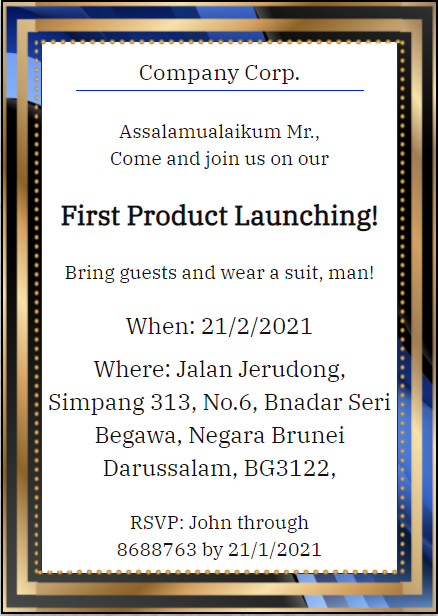 Company Corp.
Assalamualaikum Mr.,
Come and join us on our
First Product Launching!
Bring guests and wear a suit, man!
When: 21/2/2021
Where: Jalan Jerudong,
Simpang 313, No.6, Bnadar Seri
Begawa, Negara Brunei
Darussalam, BG3122,
RSVP: John through
8688763 by 21/1/2021